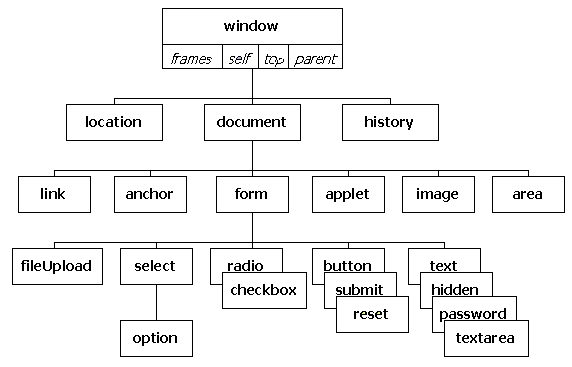 window
frames self top parent
location document history
link anchor form applet image area
fileUpload select radio button text
checkbox submit hidden
reset password
option textarea